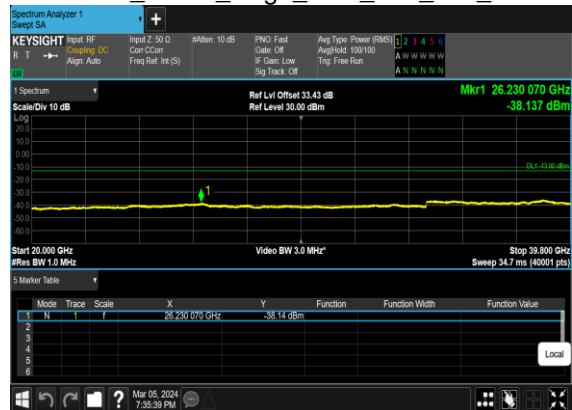 Spectrum Analyzer 1
Swept SA
+
KEYSIGHT Input: RF Input Z: 50 Ω #Atten: 10 dB PNO: Fast Avg Type: Power (RMS) 1 2 3 4 5 6
R T Coupling: DC Corr CCorr Gate: Off Avg|Hold: 100/100 A W W W W W
Align: Auto Freq Ref: Int (S) IF Gain: Low Trig: Free Run
LV Sig Track: Off A N N N N N
1 Spectrum Ref Lvl Offset 33.43 dB Mkr1 26.230 070 GHz
Scale/Div 10 dB Ref Level 30.00 dBm -38.137 dBm
Log
20.0
10.0
0.00
-10.0 DL1 -13.00 dBm
-20.0
-30.0
1
-40.0
-50.0
-60.0
Start 20.000 GHz Video BW 3.0 MHz* Stop 39.800 GHz
#Res BW 1.0 MHz Sweep 34.7 ms (40001 pts)
5 Marker Table
Mode Trace Scale X Y Function Function Width Function Value
1 N 1 f 26.230 070 GHz -38.14 dBm
2
3
4
5
6
Local
? Mar 05, 2024
7:35:39 PM